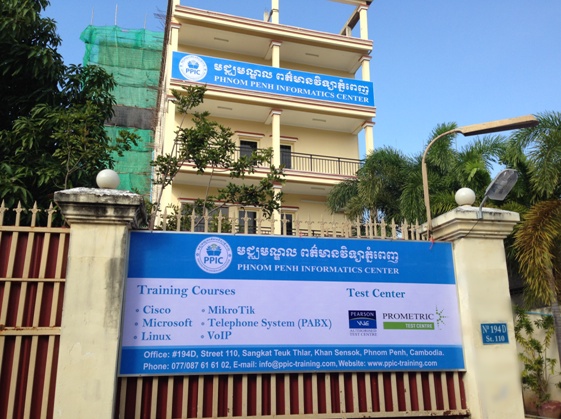 PPIC
មជ្ឈមណ្ឌល ព័ត៌មានវិទ្យាភ្នំពេញ
PHNOM PENH INFORMATICS CENTER
PPIC
មជ្ឈមណ្ឌល ព័ត៌មានវិទ្យាភ្នំពេញ
PHNOM PENH INFORMATICS CENTER
Training Courses
Test Center
· Cisco
· MikroTik
· Microsoft
· Telephone System (PABX)
· Linux
· VoIP
PEARSON
VUE
PROMETRIC
TEST CENTRE
Nº 194D
St. 110
Office: #194D, Street 110, Sangkat Teuk Thlar, Khan Sensok, Phnom Penh, Cambodia.
Phone: 077/087 61 61 02, E-mail: info@ppic-training.com, Website: www.ppic-training.com